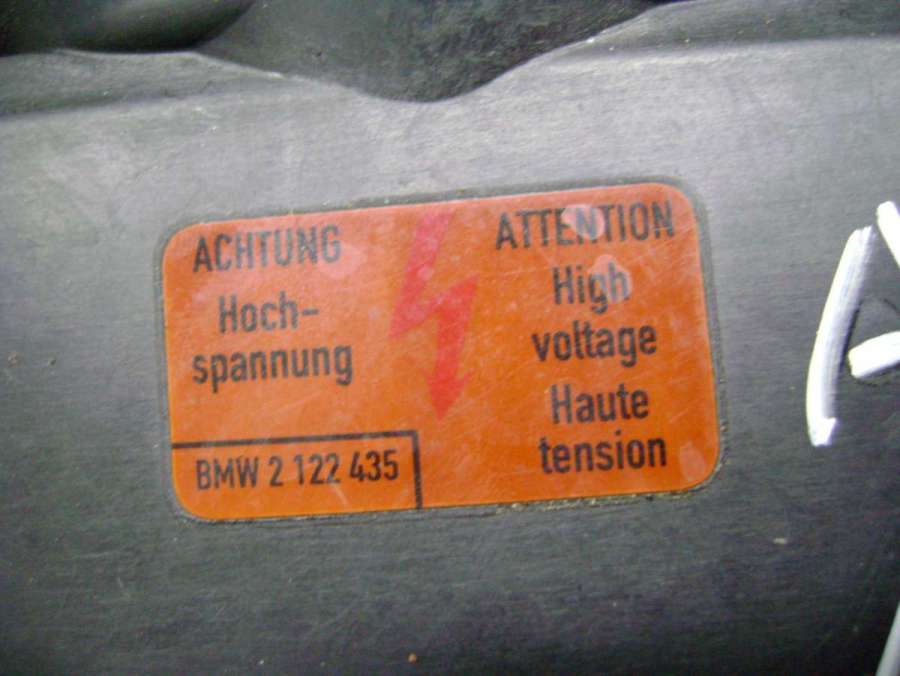 ACHTUNG
Hoch-
spannung
BMW 2 122 435
ATTENTION
High
voltage
Haute
tension